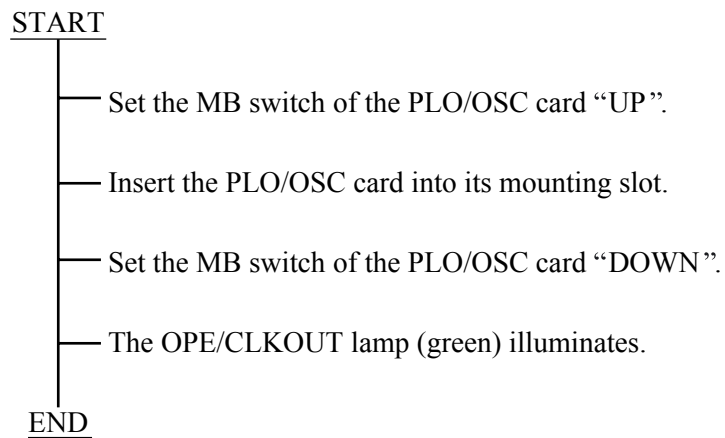 START
Set the MB switch of the PLO/OSC card “UP”.
Insert the PLO/OSC card into its mounting slot.
Set the MB switch of the PLO/OSC card “DOWN”.
The OPE/CLKOUT lamp (green) illuminates.
END